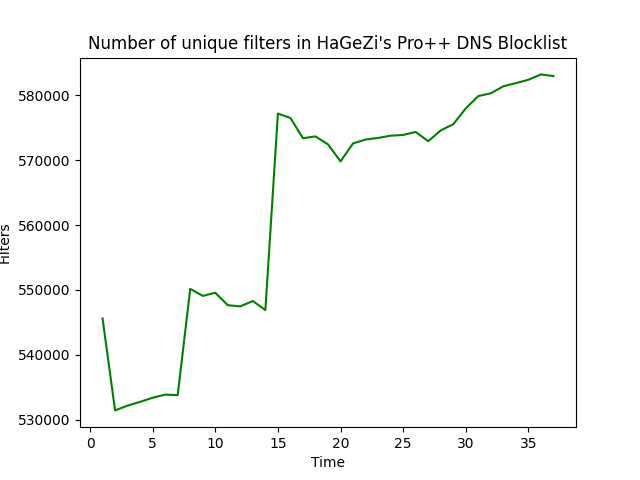 Number of unique filters in HaGeZi's Pro++ DNS Blocklist
580000
570000
560000
550000
540000
530000
Filters
0 5 10 15 20 25 30 35
Time